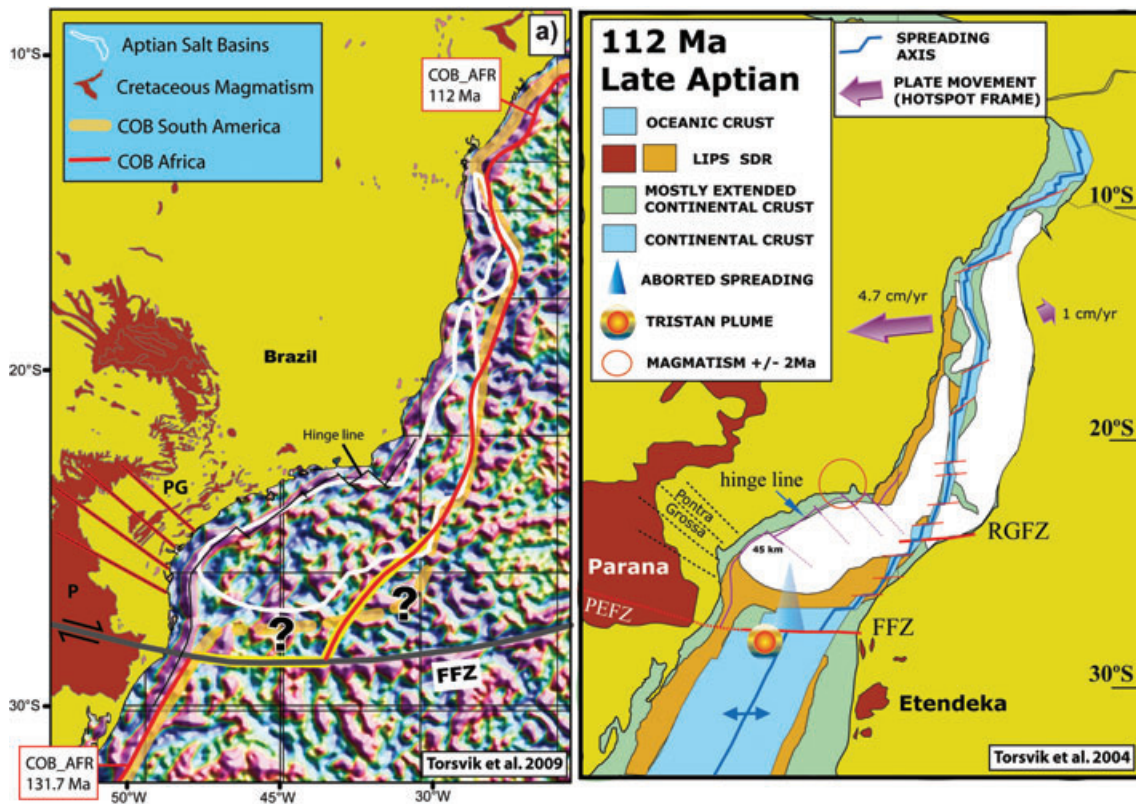 a)
Aptian Salt Basins
Cretaceous Magmatism
COB South America
COB Africa
COB_AFR
112 Ma
10°S
20°S
30°S
Brazil
Hinge line
PG
P
?
?
FFZ
COB_AFR
131.7 Ma
Torsvik et al. 2009
50°W
45°W
30°W
112 Ma
Late Aptian
OCEANIC CRUST
LIPS SDR
MOSTLY EXTENDED
CONTINENTAL CRUST
CONTINENTAL CRUST
ABORTED SPREADING
TRISTAN PLUME
MAGMATISM +/- 2Ma
SPREADING
AXIS
PLATE MOVEMENT
(HOTSPOT FRAME)
10°S
4.7 cm/yr
1 cm/yr
20°S
hinge line
Pontra
Grossa
45 km
RGFZ
Parana
PEFZ
FFZ
30°S
Etendeka
Torsvik et al. 2004